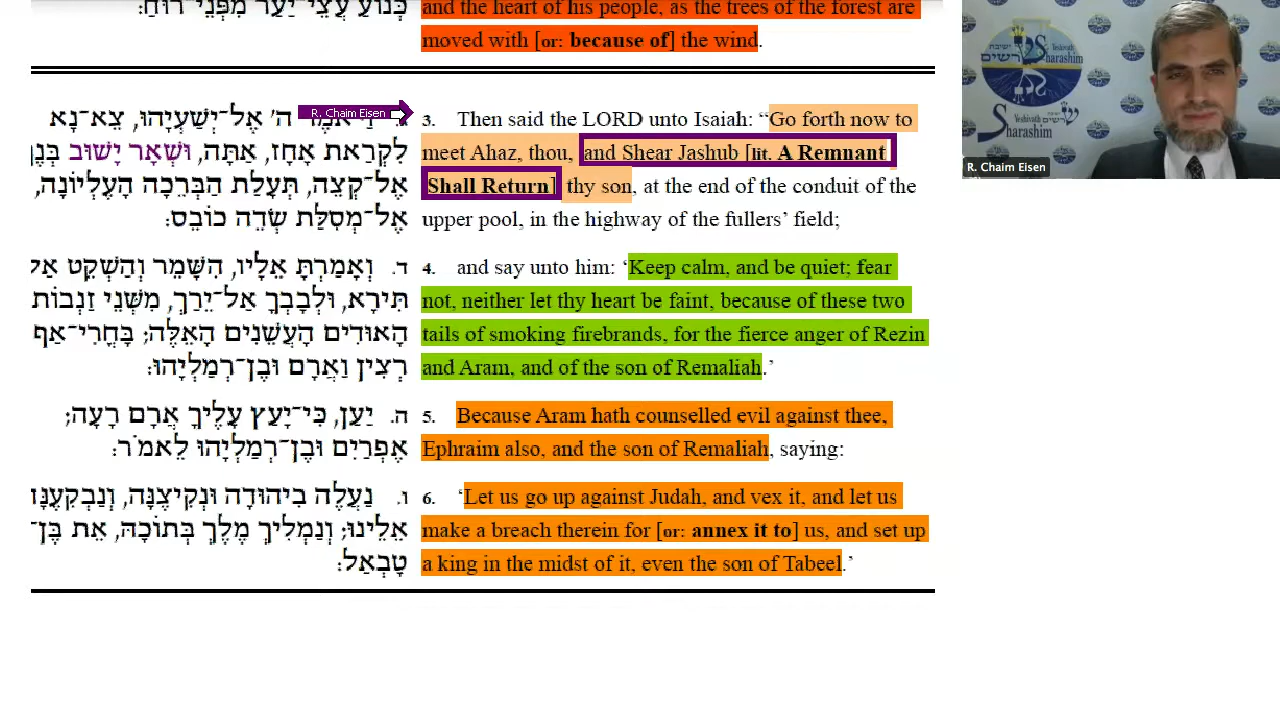 כְּנוֹעַ עֲצֵי־יַעַר מִפְּנֵי־רוּחַ׃
and the heart of his people, as the trees of the forest are
moved with [or: because of] the wind.
ה' אֶל־יְשַׁעְיָהוּ, צֵא־נָא
לִקְרַאת אָחָז, אַתָּה, וּשְׁאָר יָשׁוּב
אֶל־קְצֵה, תְּעָלַת הַבְּרֵכָה הָעֶלְיוֹנָה,
אֶל־מְסִלַּת שְׂדֵה כוֹבֵס׃
R. Chaim Eisen
3. Then said the LORD unto Isaiah: “Go forth now to
meet Ahaz, thou, and Shear Jashub [lit. A Remnant
Shall Return] thy son, at the end of the conduit of the
upper pool, in the highway of the fullers’ field;
ד. וְאָמַרְתָּ אֵלָיו, הִשָּׁמֵר וְהַשְׁקֵט אַל
תִּירָא, וּלְבָבְךָ אַל־יֵרַךְ, מִשְּׁנֵי זַנְבוֹת
הָאוּדִים הָעֲשֵׁנִים הָאֵלֶּה; בָּחֳרִי־אַף
רְצִין וַאֲרָם וּבֶן־רְמַלְיָהוּ׃
4. and say unto him: ‘Keep calm, and be quiet; fear
not, neither let thy heart be faint, because of these two
tails of smoking firebrands, for the fierce anger of Rezin
and Aram, and of the son of Remaliah.’
ה. יַעַן, כִּי־יָעַץ עָלֶיךָ אֲרָם רָעָה;
אֶפְרַיִם וּבֶן־רְמַלְיָהוּ לֵאמֹר׃
5. Because Aram hath counselled evil against thee,
Ephraim also, and the son of Remaliah, saying:
ו. נַעֲלֶה בִיהוּדָה וּנְקִיצֶנָּה, וְנַבְקִעֶנָּה
אֵלֵינוּ; וְנַמְלִיךְ מֶלֶךְ בְּתוֹכָהּ, אֵת בֶּן־
טָבְאַל׃
6. ‘Let us go up against Judah, and vex it, and let us
make a breach therein for [or: annex it to] us, and set up
a king in the midst of it, even the son of Tabeel.’
Yeshivath
Sharashim
Yeshivath
Sharashim
R. Chaim Eisen